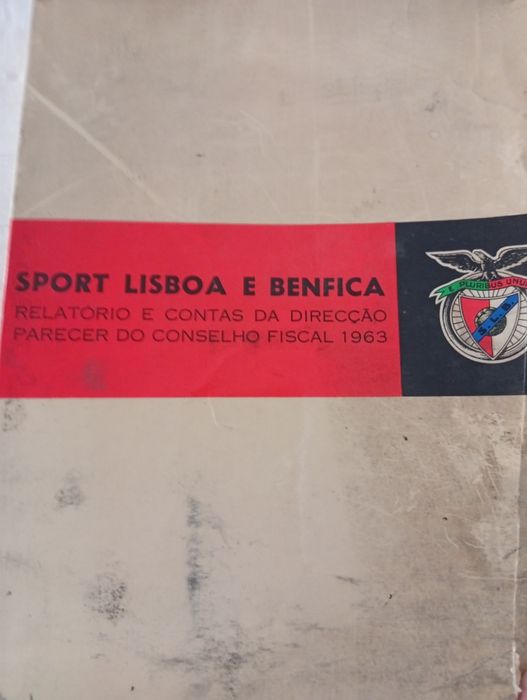 SPORT LISBOA E BENFICA
RELATÓRIO E CONTAS DA DIRECÇÃO
PARECER DO CONSELHO FISCAL 1963
E PLURIBUS UNUM
S.L.B.